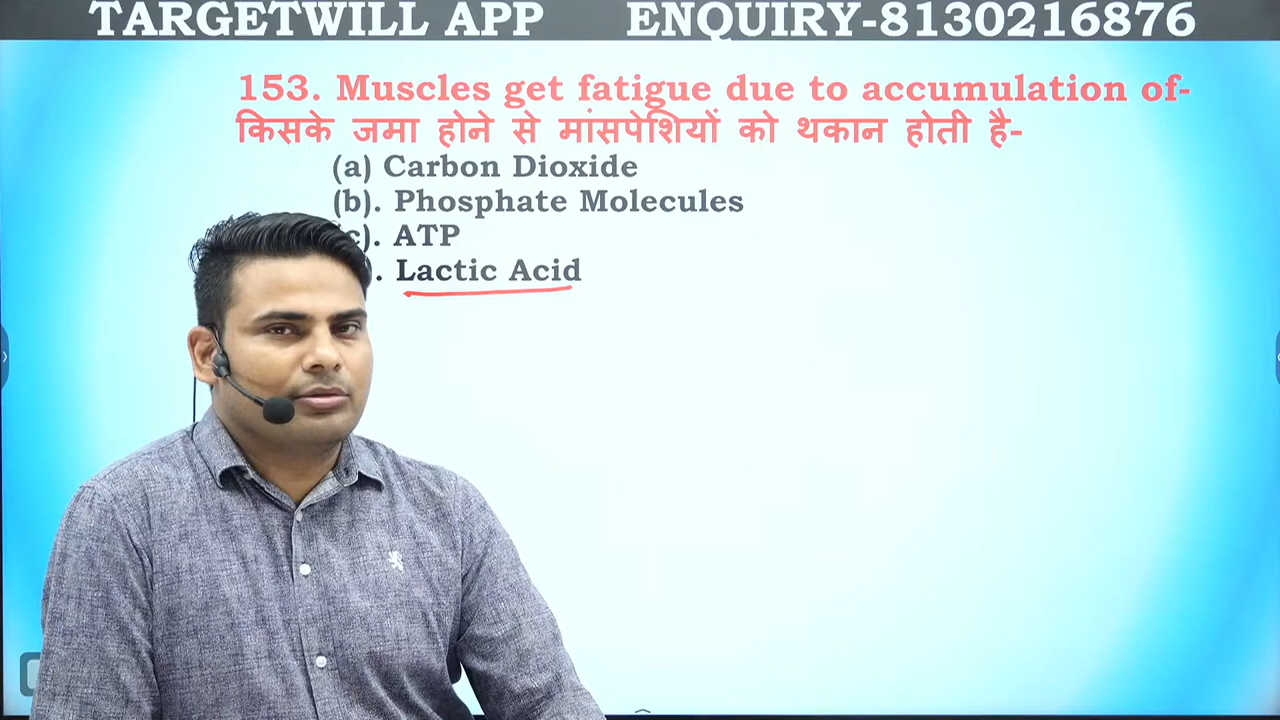 TARGETWILL APP ENQUIRY-8130216876
153. Muscles get fatigue due to accumulation of-
किसके जमा होने से मांसपेशियों को थकान होती है-
(a) Carbon Dioxide
(b). Phosphate Molecules
c). ATP
. Lactic Acid